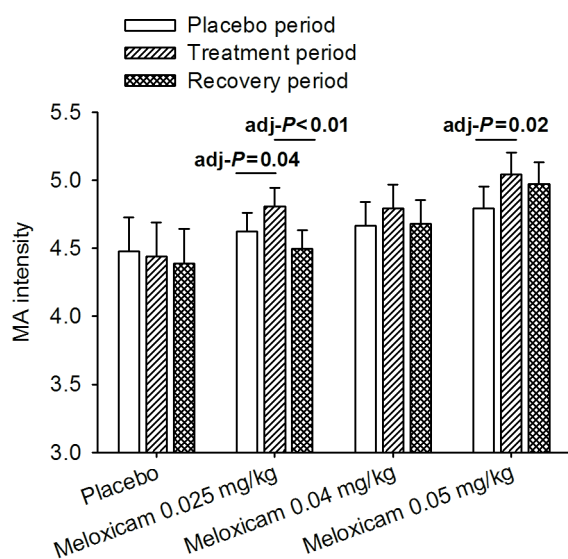 Placebo period
Treatment period
Recovery period
5.5
5.0
4.5
4.0
3.5
3.0
MA intensity
adj-P<0.01
adj-P=0.04
adj-P=0.02
Placebo
Meloxicam 0.025 mg/kg
Meloxicam 0.04 mg/kg
Meloxicam 0.05 mg/kg